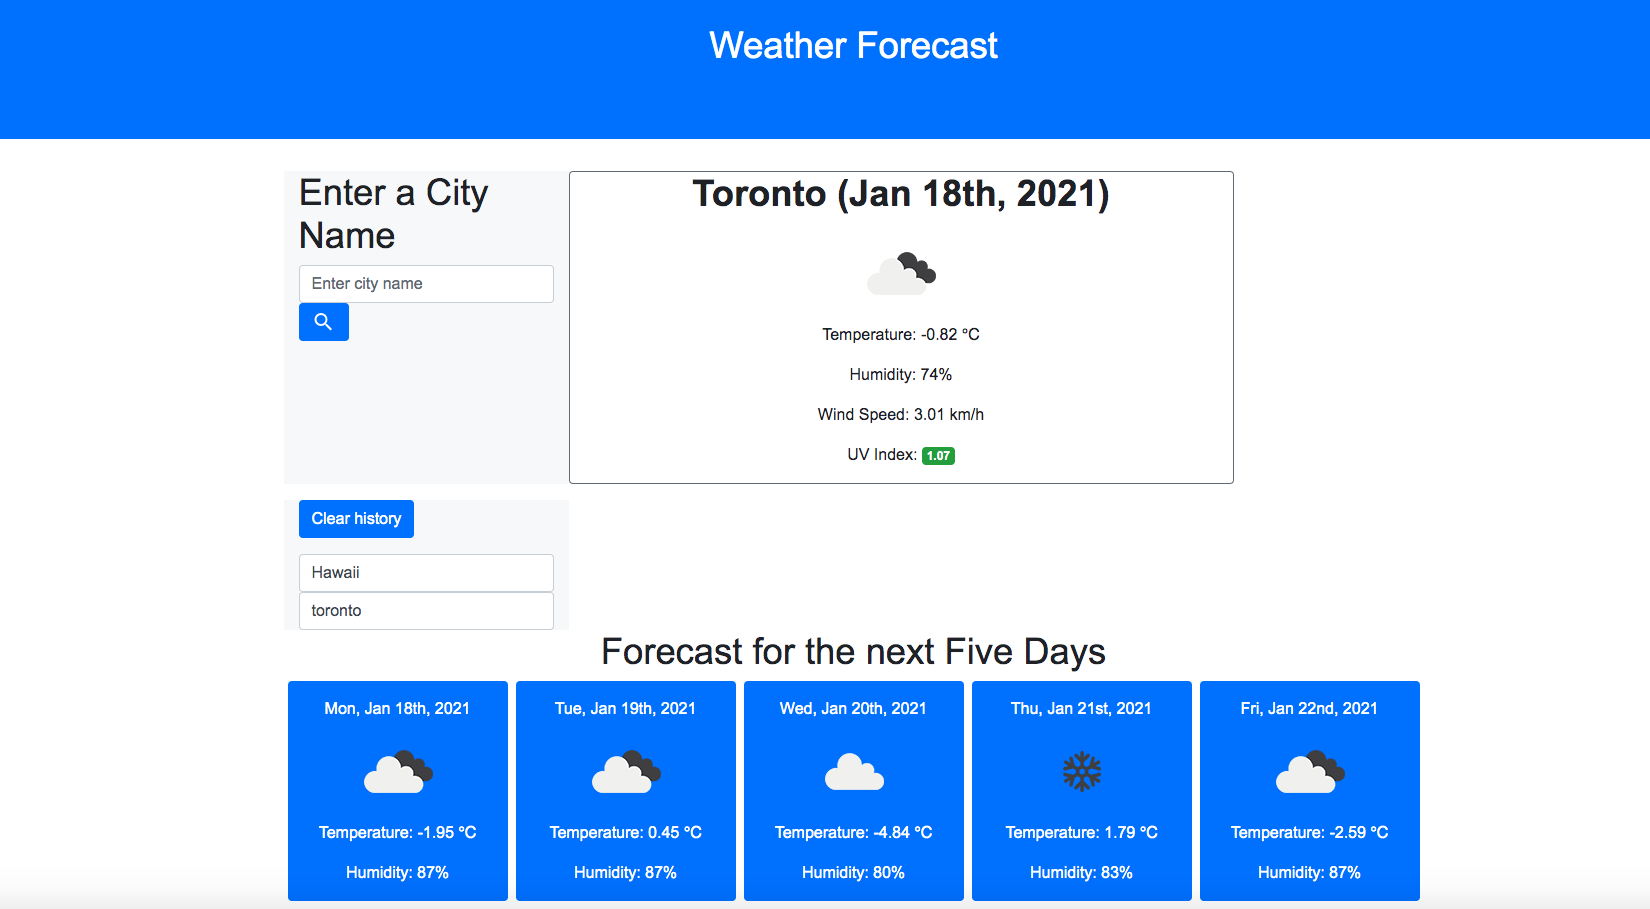 Weather Forecast
Enter a City
Name
Enter city name
Toronto (Jan 18th, 2021)
Temperature: -0.82 °C
Humidity: 74%
Wind Speed: 3.01 km/h
UV Index: 1.07
Clear history
Hawaii
toronto
Forecast for the next Five Days
Mon, Jan 18th, 2021
Temperature: -1.95 °C
Humidity: 87%
Tue, Jan 19th, 2021
Temperature: 0.45 °C
Humidity: 87%
Wed, Jan 20th, 2021
Temperature: -4.84 °C
Humidity: 80%
Thu, Jan 21st, 2021
Temperature: 1.79 °C
Humidity: 83%
Fri, Jan 22nd, 2021
Temperature: -2.59 °C
Humidity: 87%